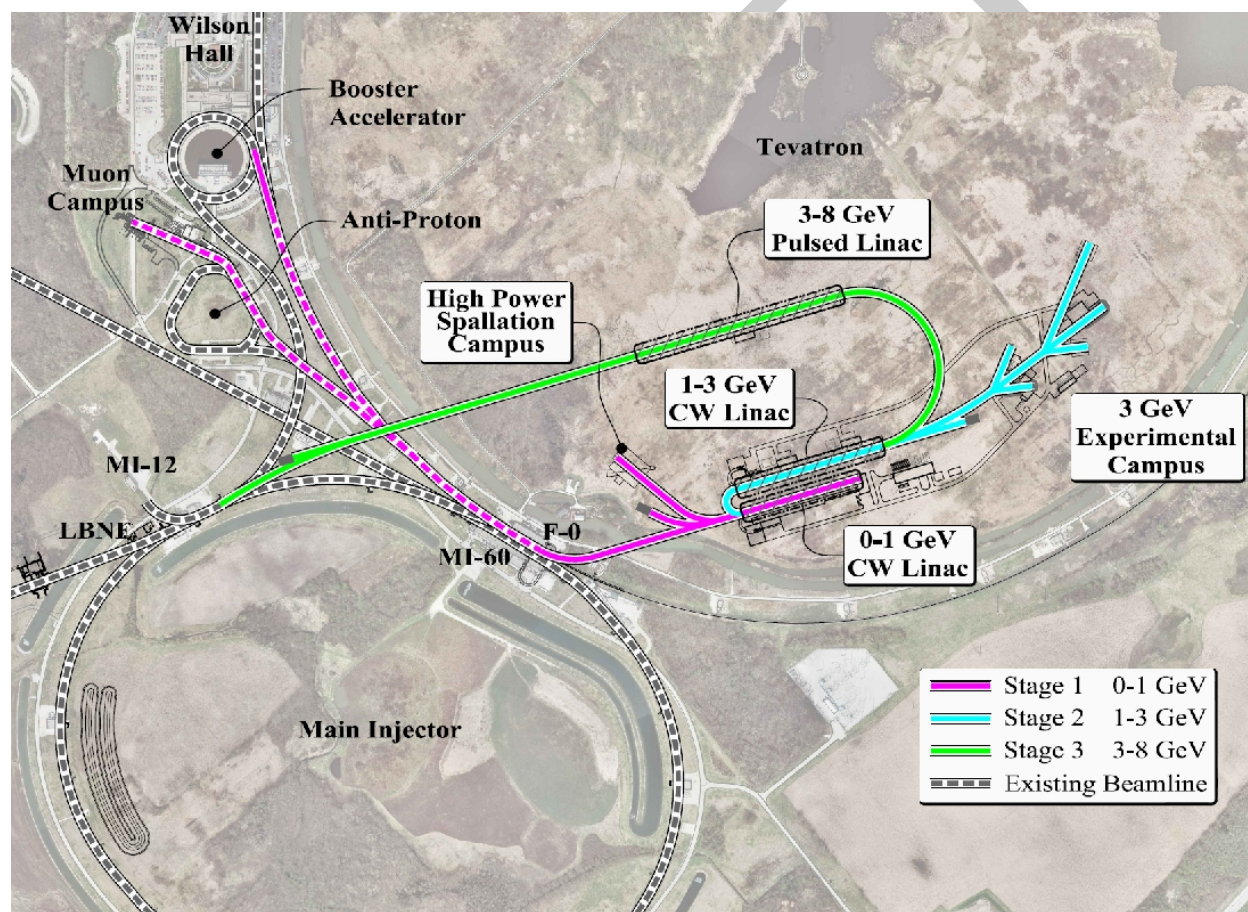 Wilson
Hall
Booster
Accelerator
Tevatron
Muon
Campus
Anti-Proton
3-8 GeV
Pulsed Linac
High Power
Spallation
Campus
1-3 GeV
CW Linac
3 GeV
Experimental
Campus
MI-12
LBNE
F-0
MI-60
0-1 GeV
CW Linac
Main Injector
Stage 1 0-1 GeV
Stage 2 1-3 GeV
Stage 3 3-8 GeV
Existing Beamline